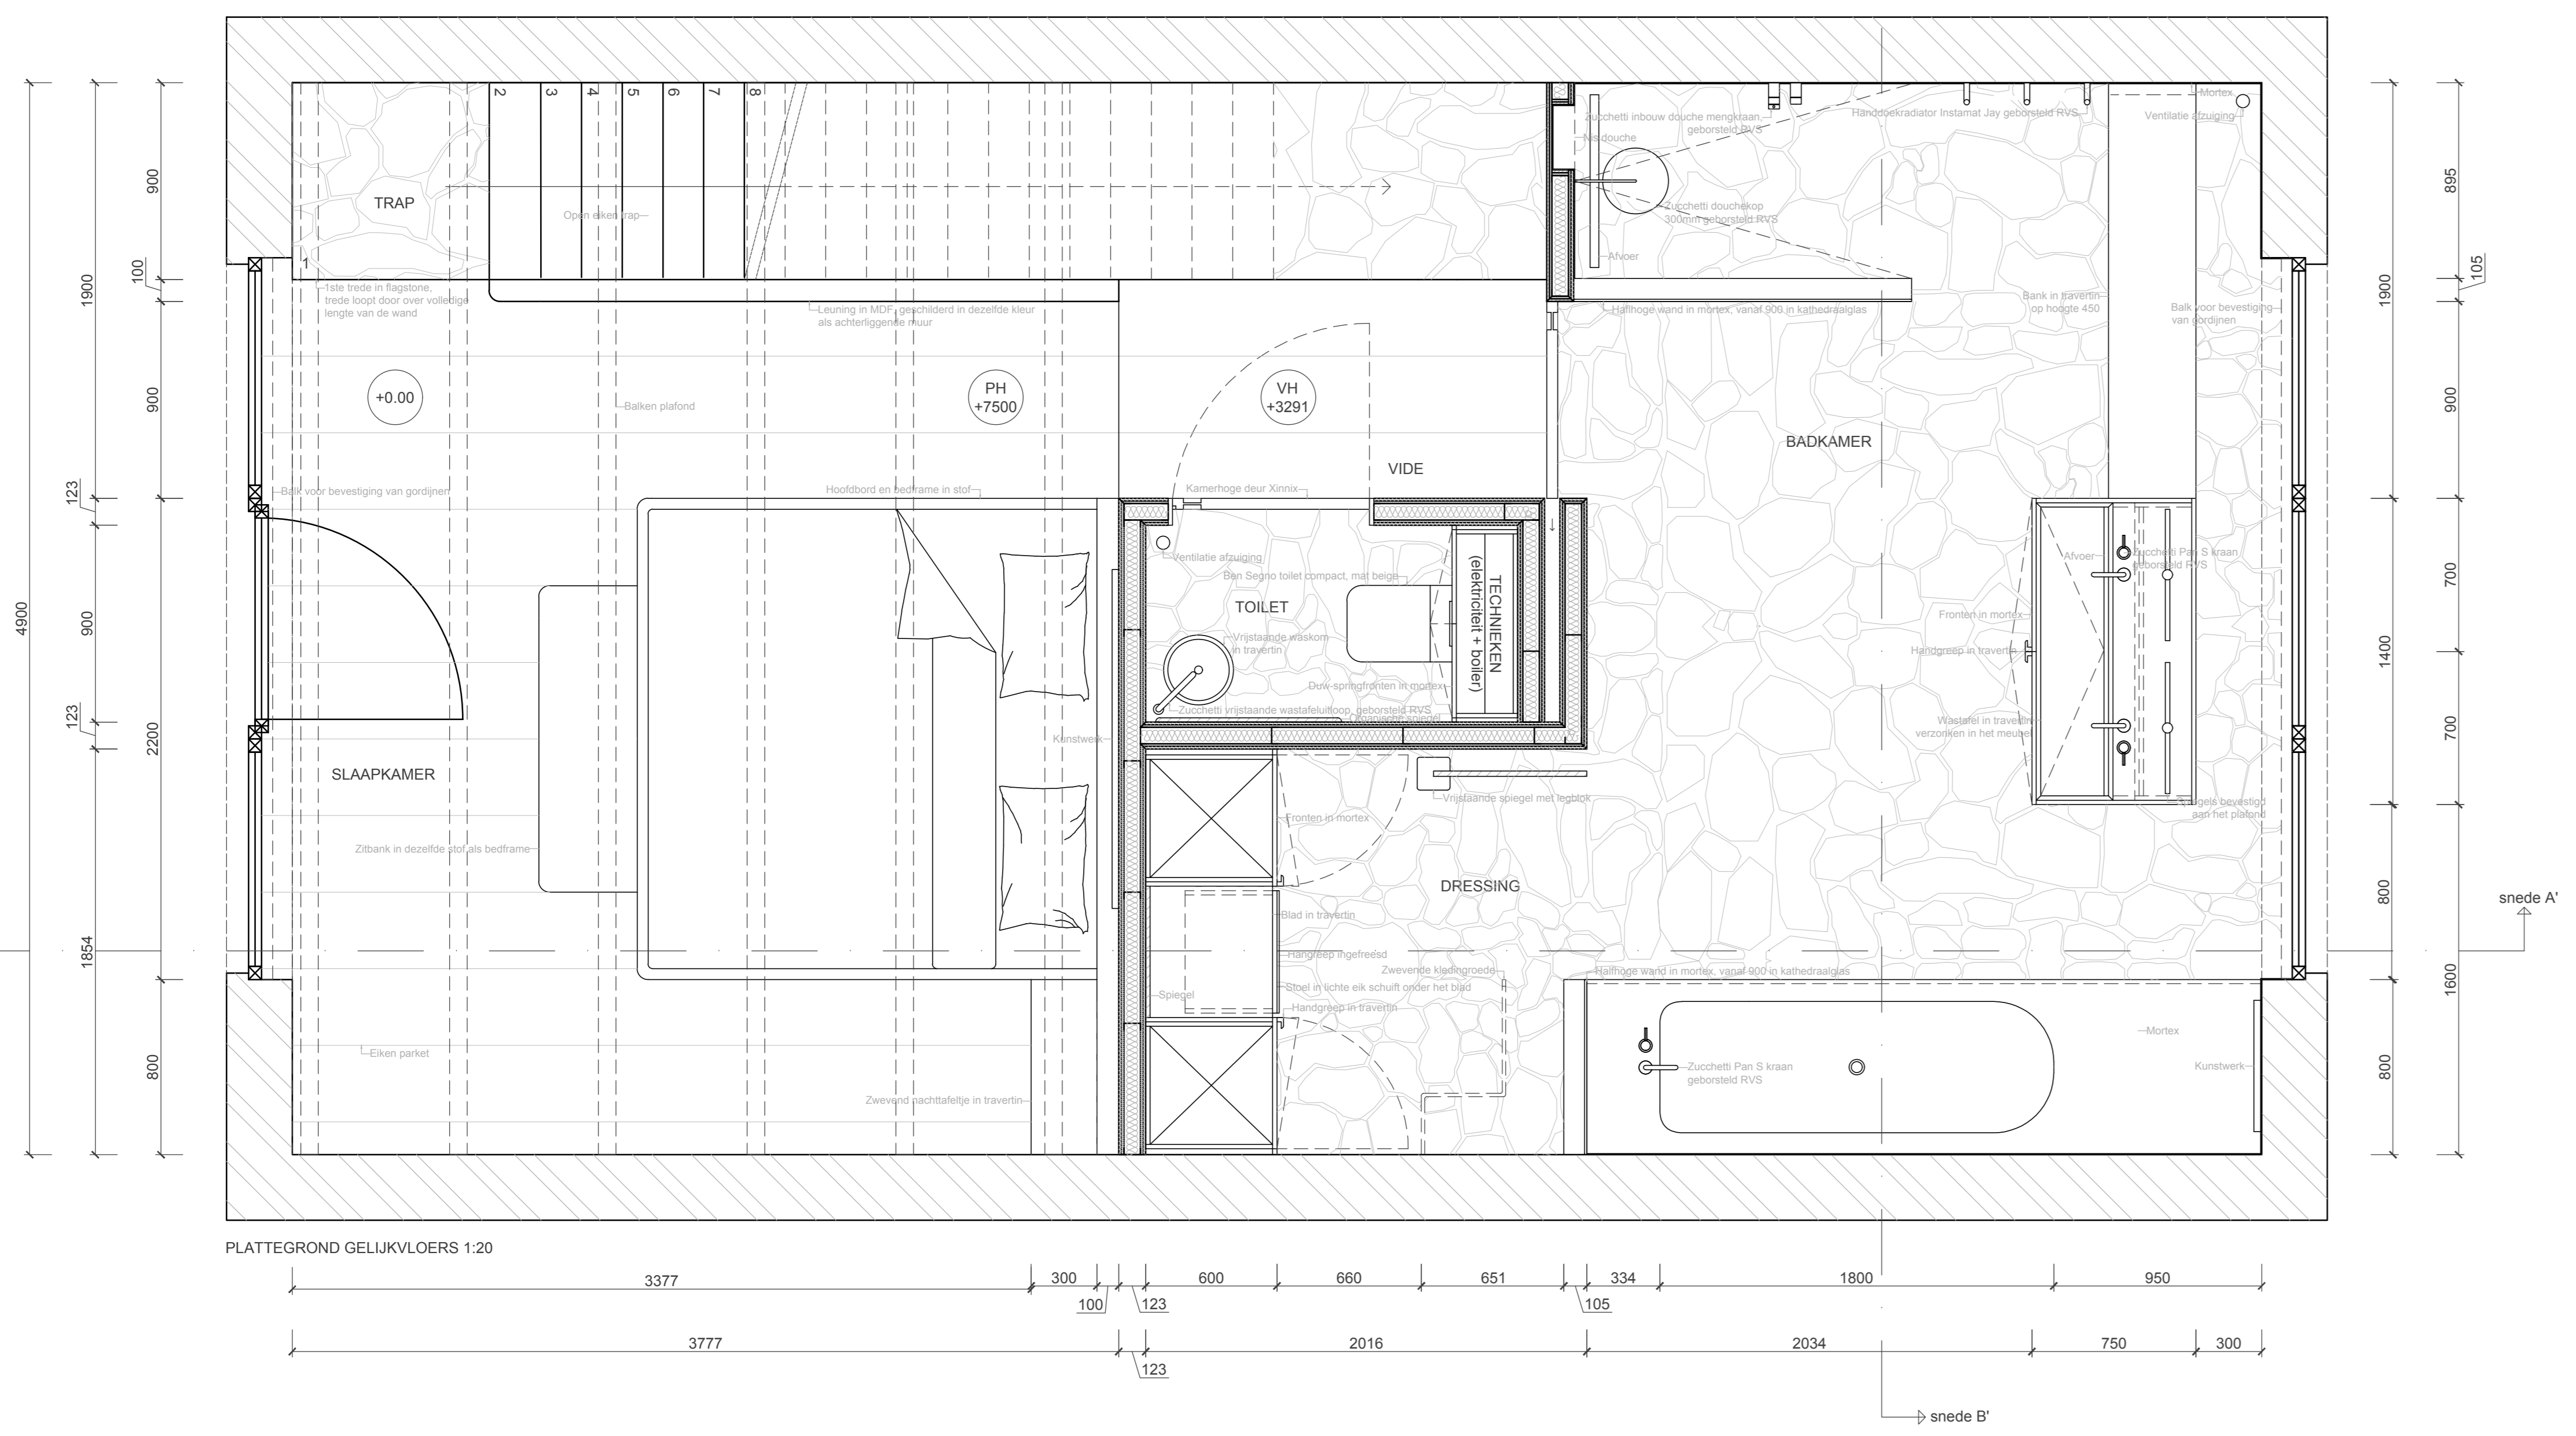 2
3
4
5
6
7
8
TRAP
1
Open eiken trap
1ste trede in flagstone,
trede loopt door over volledige
lengte van de wand
Leuning in MDF, geschilderd in dezelfde kleur
als achterliggende muur
Zucchetti inbouw douche mengkraan,
geborsteld RVS
Nis douche
Handdoekradiator Instamat Jay geborsteld RVS
Mortex
Ventilatie afzuiging
Zucchetti douchekop
300mm geborsteld RVS
Afvoer
Halfhoge wand in mortex, vanaf 900 in kathedraalglas
Bank in travertin
op hoogte 450
Balk voor bevestiging
van gordijnen
+0.00
Balken plafond
PH
+7500
VH
+3291
VIDE
BADKAMER
Balk voor bevestiging van gordijnen
Hoofdbord en bedframe in stof
Kamerhoge deur Xinnix
Ventilatie afzuiging
Ben Segno toilet compact, mat beige
TOILET
TECHNIEKEN
(elektriciteit + boiler)
Vrijstaande waskom
in travertin
Duw-springfronten in mortex
Zucchetti vrijstaande wastafeluitloop, geborsteld RVS
Organische spiegel
Afvoer
Zucchetti Pan S kraan
geborsteld RVS
Fronten in mortex
Handgreep in travertin
Wastafel in travertin
verzonken in het meubel
Spiegels bevestigd
aan het plafond
Kunstwerk
SLAAPKAMER
Zitbank in dezelfde stof als bedframe
Vrijstaande spiegel met legblok
Fronten in mortex
DRESSING
Blad in travertin
Handgreep ingefreesd
Zwevende kledingroede
Stoel in lichte eik schuift onder het blad
Spiegel
Handgreep in travertin
Halfhoge wand in mortex, vanaf 900 in kathedraalglas
Eiken parket
Zwevend nachttafeltje in travertin
Mortex
Zucchetti Pan S kraan
geborsteld RVS
Kunstwerk
4900
1900
123
900
123
1854
900
100
900
2200
800
1900
1400
800
800
895
105
900
700
700
1600
snede A'
PLATTEGROND GELIJKVLOERS 1:20
3377
300
100
123
600
660
651
105
334
1800
950
3777
123
2016
2034
750
300
snede B'